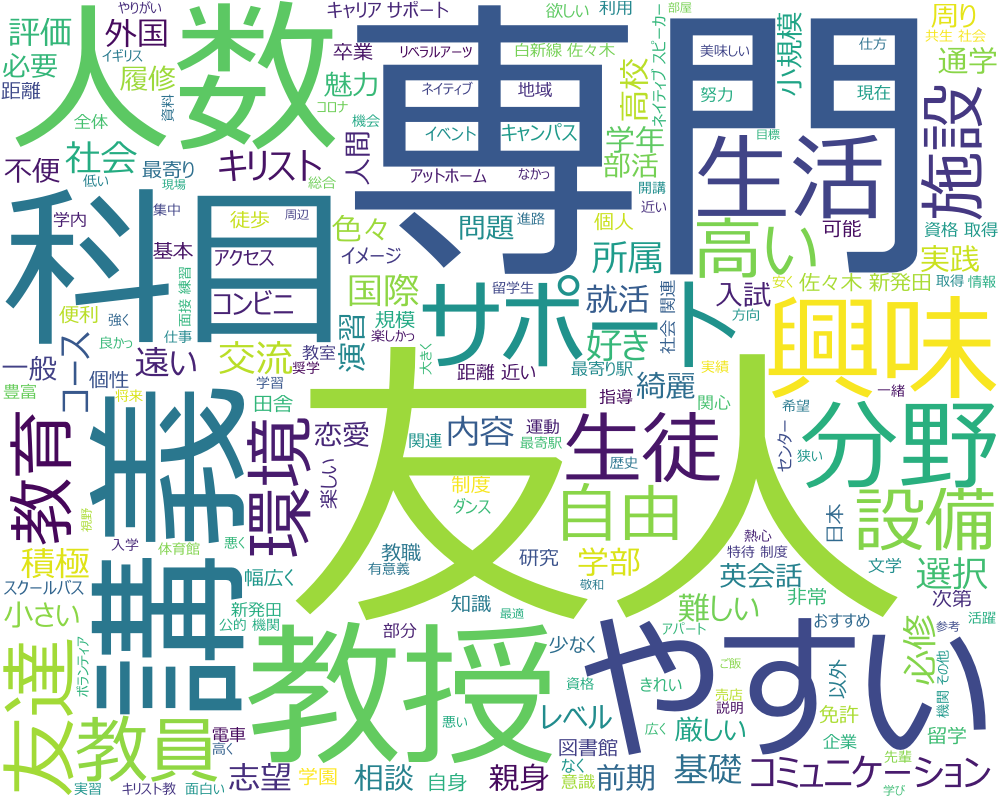 やりがい
キャリア サポート
欲しい
利用
部屋
人数
専門
評価
外国
イギリス
リベラルアーツ
白新線 佐々木
ネイティブ スピーカー
小規模
周り
共生 社会
仕方
必要
履修
魅力
美味しい
通学
距離
資料
コロナ
ネイティブ
地域
高校
努力
現在
全体
機会
イベント
キャンパス
学年
目標
生活
施設
社会
人間
部活
不便
最寄り
キリスト
アットホーム
なかっ
開講
低い
現場
総合
科目
学内
集中
徒歩
周辺
色々
問題
進路
個人
近い
高い
可能
資格 取得
基本
アクセス
イメージ
所属
実践
面接 練習
国際
留学生
サポート
就活
社会 関連
入試
安く
佐々木 新発田
取得 情報
便利
強く
仕事
コンビニ
楽しかっ
規模
方向
興味
良かっ
遠い
交流
教室
演習
大きく
好き
最寄り駅
実績
一般
コース
個性
奨学
距離 近い
綺麗
一緒
豊富
将来
学習
田舎
指導
関心
希望
講義
友人
教育
環境
恋愛
関連
内容
運動
最寄駅
生徒
分野
センター
狭い
楽しい
制度
歴史
視野
ダンス
自由
設備
日本
入学
悪く
体育館
教職
有意義
研究
熱心
特待 制度
積極
学部
文学
スクールバス
幅広く
敬和
英会話
選択
小さい
新発田
公的 機関
知識
最適
難しい
非常
次第
友達
ボランティア
部分
少なく
アパート
おすすめ
活躍
参考
教授
やすい
必修
資格
きれい
ご飯
以外
機関 その他
教員
電車
高く
悪い
レベル
広く
売店
説明
免許
図書館
厳しい
企業
留学
志望
学園
相談
自身
親身
なく
意識
前期
基礎
コミュニケーション
先輩
実習
キリスト教
面白い
学び